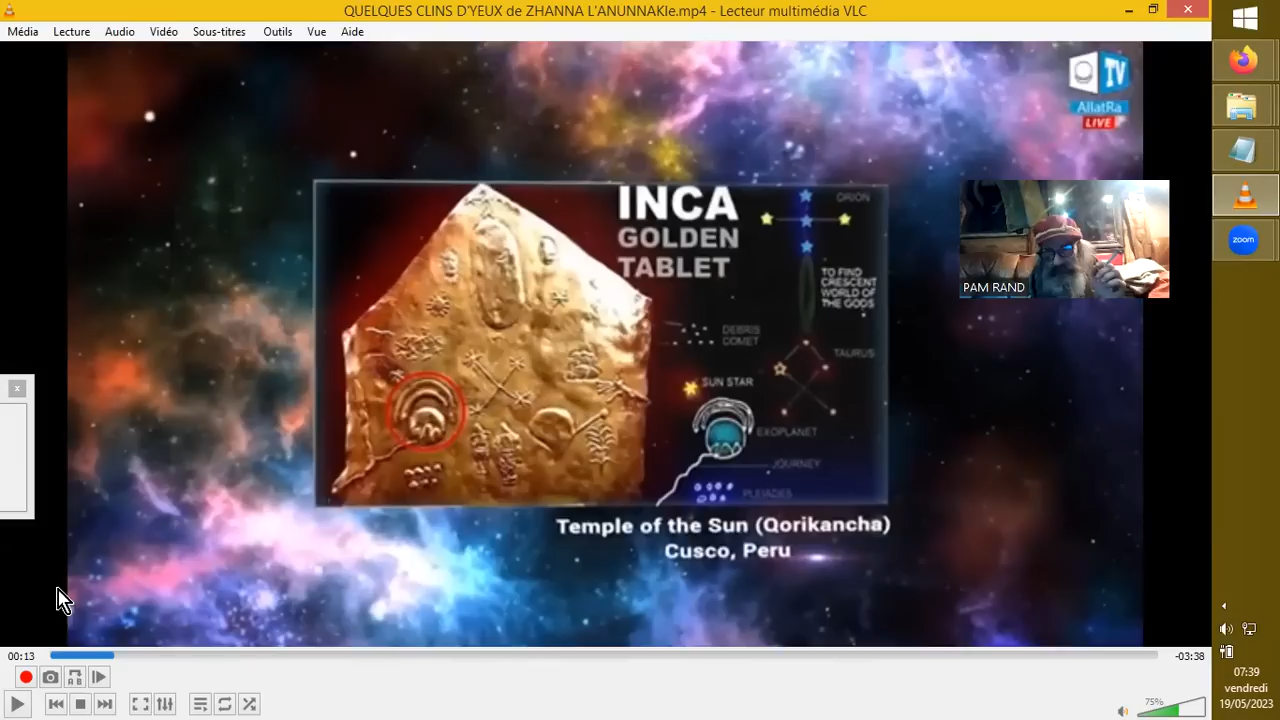 QUELQUES CLINS D'YEUX de ZHANNA L'ANUNNAKIe.mp4 - Lecteur multimédia VLC
Média Lecture Audio Vidéo Sous-titres Outils Vue Aide
TV
AllatRa
LIVE
INCA
GOLDEN
TABLET
ORION
TO FIND
CRESCENT
WORLD OF
THE GODS
DEBRIS
COMET
TAURUS
SUN STAR
EXOPLANET
JOURNEY
PLEIADES
Temple of the Sun (Qorikancha)
Cusco, Peru
PAM RAND
zoom
x
00:13
-03:38
A B
75%
07:39
vendredi
19/05/2023